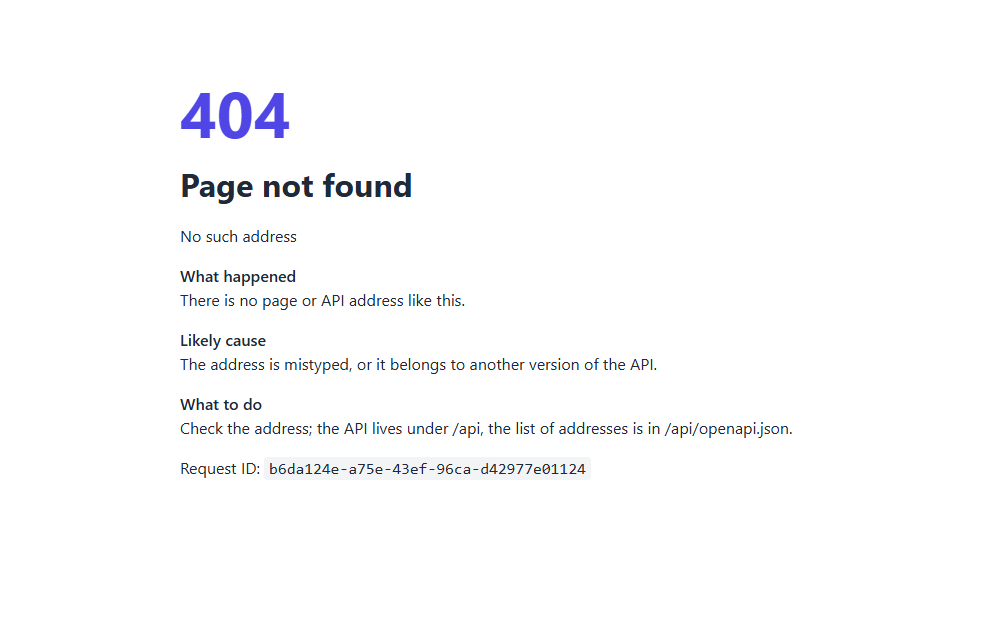 404
Page not found
No such address
What happened
There is no page or API address like this.
Likely cause
The address is mistyped, or it belongs to another version of the API.
What to do
Check the address; the API lives under /api, the list of addresses is in /api/openapi.json.
Request ID: b6da124e-a75e-43ef-96ca-d42977e01124